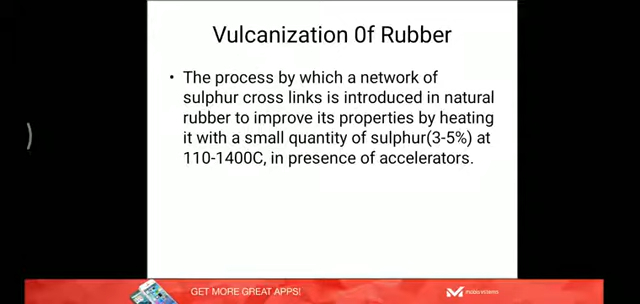 Vulcanization 0f Rubber
• The process by which a network of
sulphur cross links is introduced in natural
rubber to improve its properties by heating
it with a small quantity of sulphur(3-5%) at
110-1400C, in presence of accelerators.
GET MORE GREAT APPS!